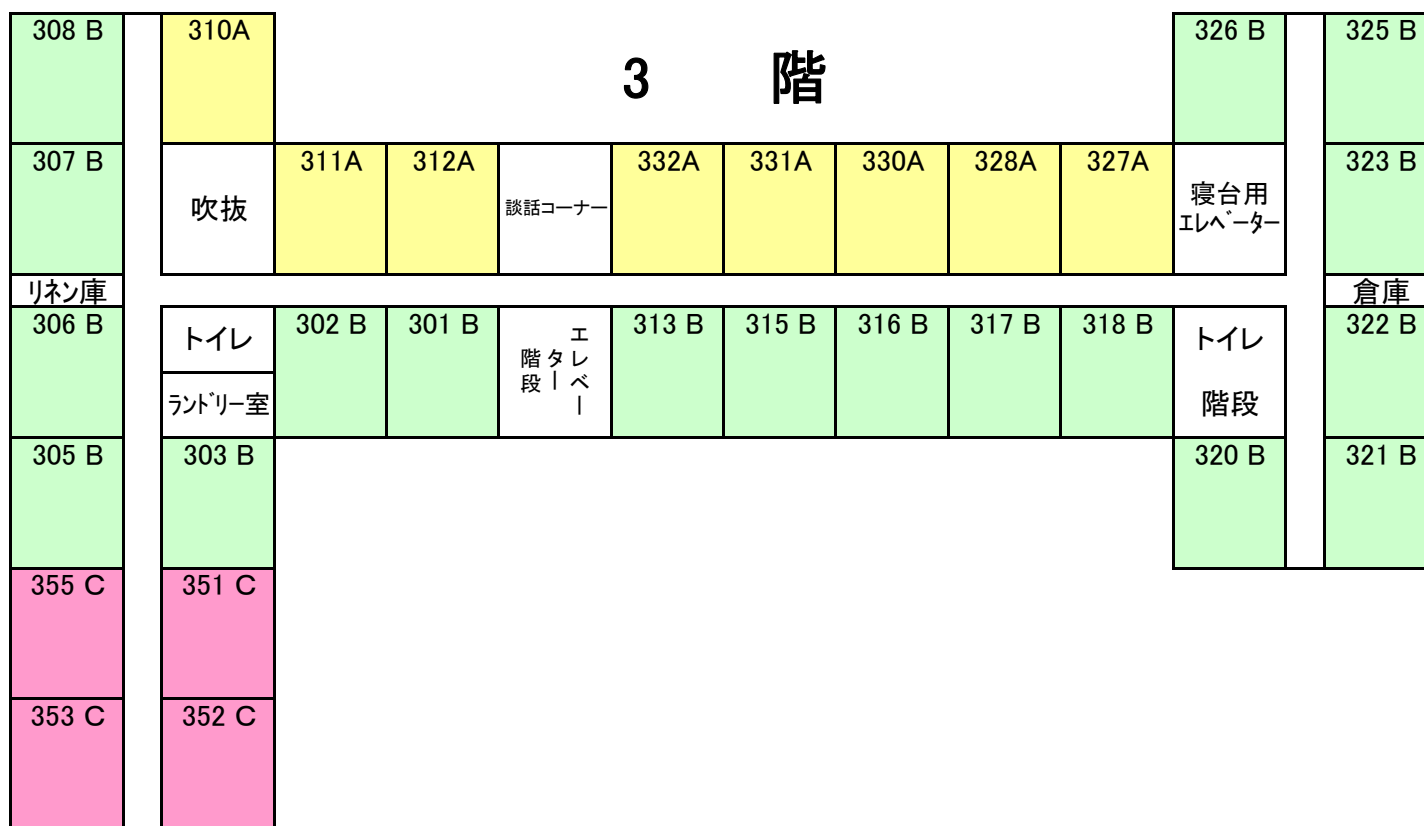 3 階
308 B
310A
326 B
325 B
307 B
吹抜
311A
312A
談話コーナー
332A
331A
330A
328A
327A
寝台用
エレベーター
323 B
リネン庫
倉庫
306 B
トイレ
ランドリー室
302 B
301 B
エレベー
ター
階段
313 B
315 B
316 B
317 B
318 B
トイレ
階段
322 B
305 B
303 B
320 B
321 B
355 C
351 C
353 C
352 C